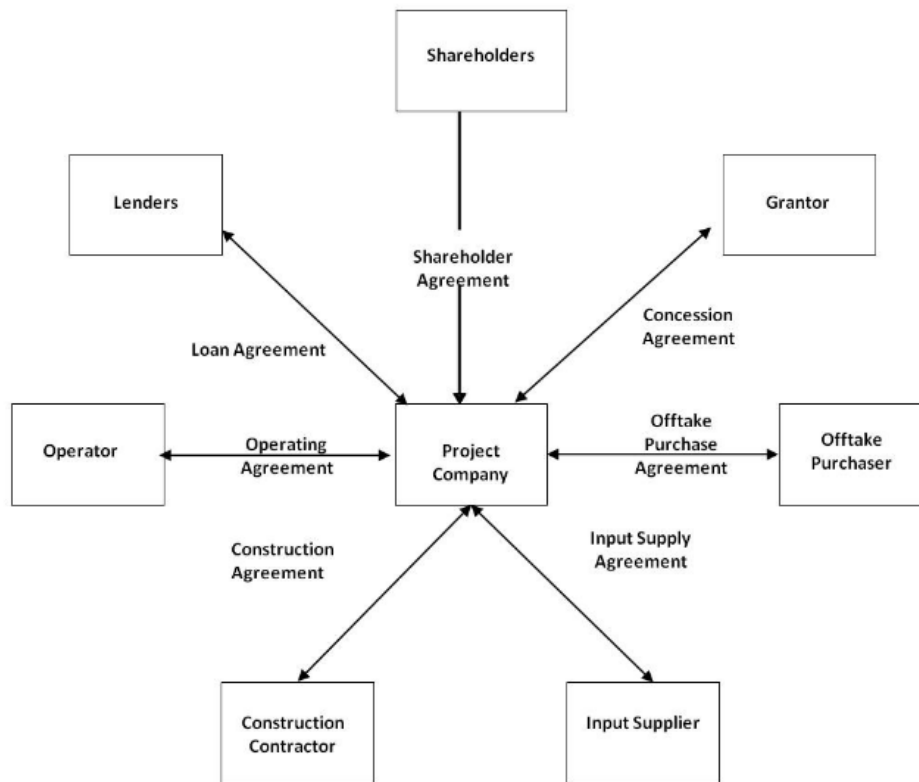 Shareholders
Lenders
Grantor
Shareholder
Agreement
Concession
Agreement
Loan Agreement
Operator
Operating
Agreement
Project
Company
Offtake
Purchase
Agreement
Offtake
Purchaser
Construction
Agreement
Input Supply
Agreement
Construction
Contractor
Input Supplier